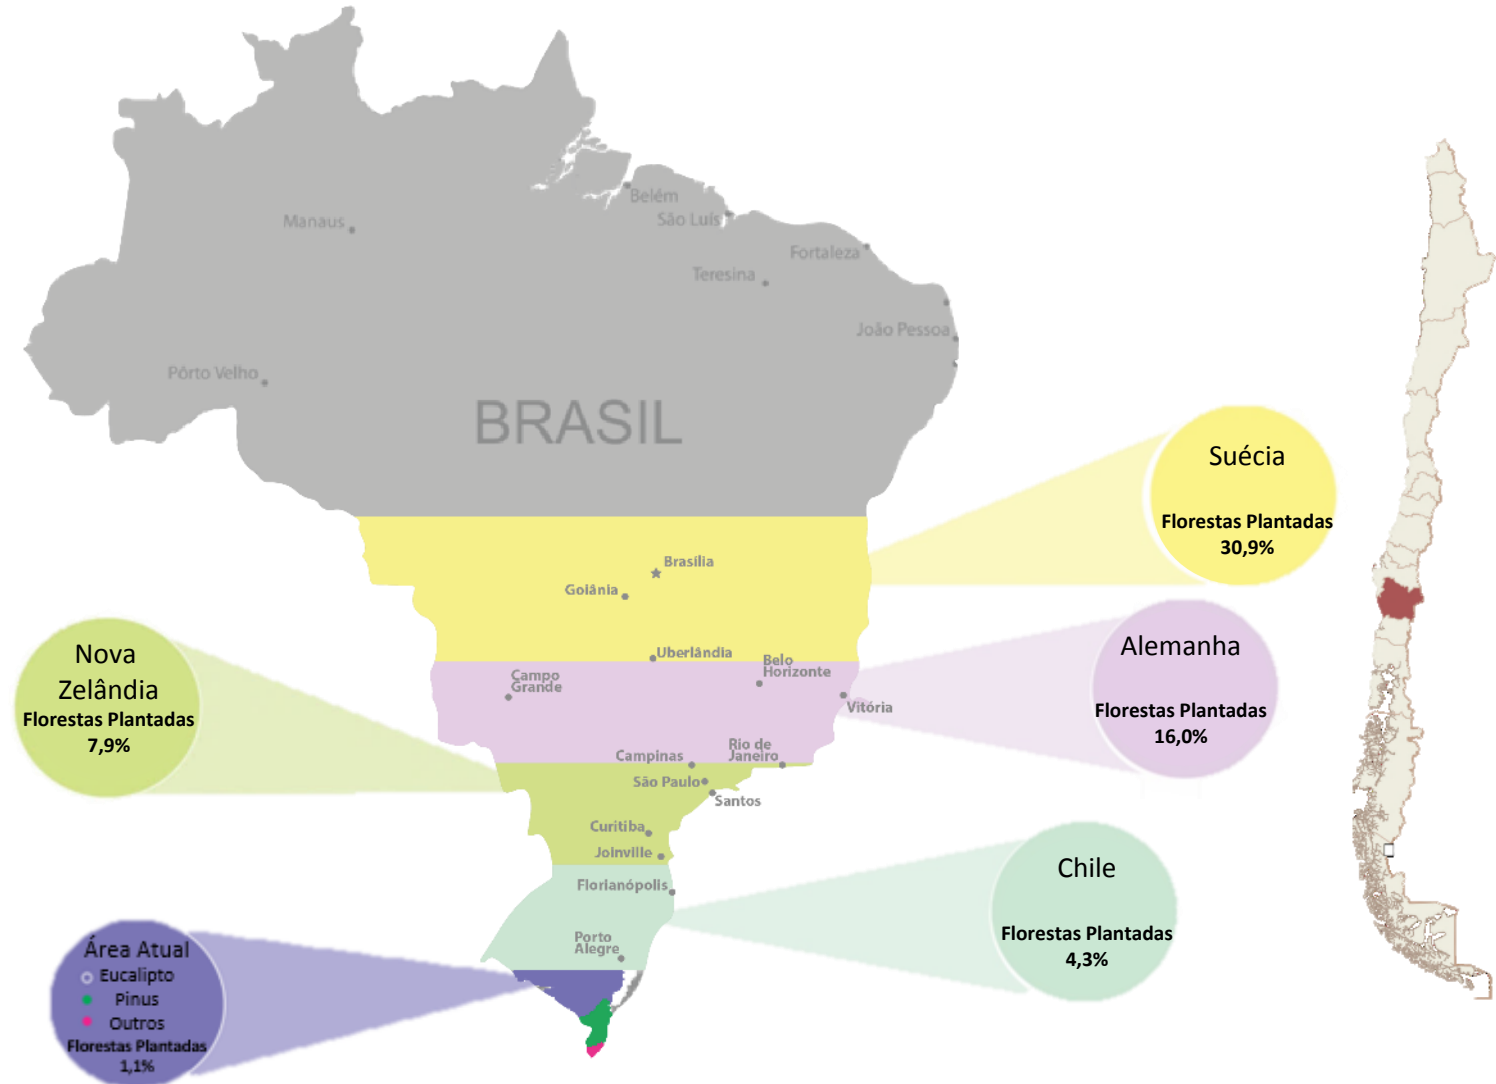 Belém
São Luís
Manaus
Fortaleza
Teresina
João Pessoa
Pôrto Velho
BRASIL
Suécia
Florestas Plantadas
30,9%
Brasília
Goiânia
Uberlândia
Belo
Horizonte
Campo
Grande
Vitória
Alemanha
Florestas Plantadas
16,0%
Nova
Zelândia
Florestas Plantadas
7,9%
Rio de
Janeiro
Campinas
São Paulo
Santos
Curitiba
Joinville
Florianópolis
Chile
Florestas Plantadas
4,3%
Porto
Alegre
Área Atual
Eucalipto
Pinus
Outros
Florestas Plantadas
1,1%